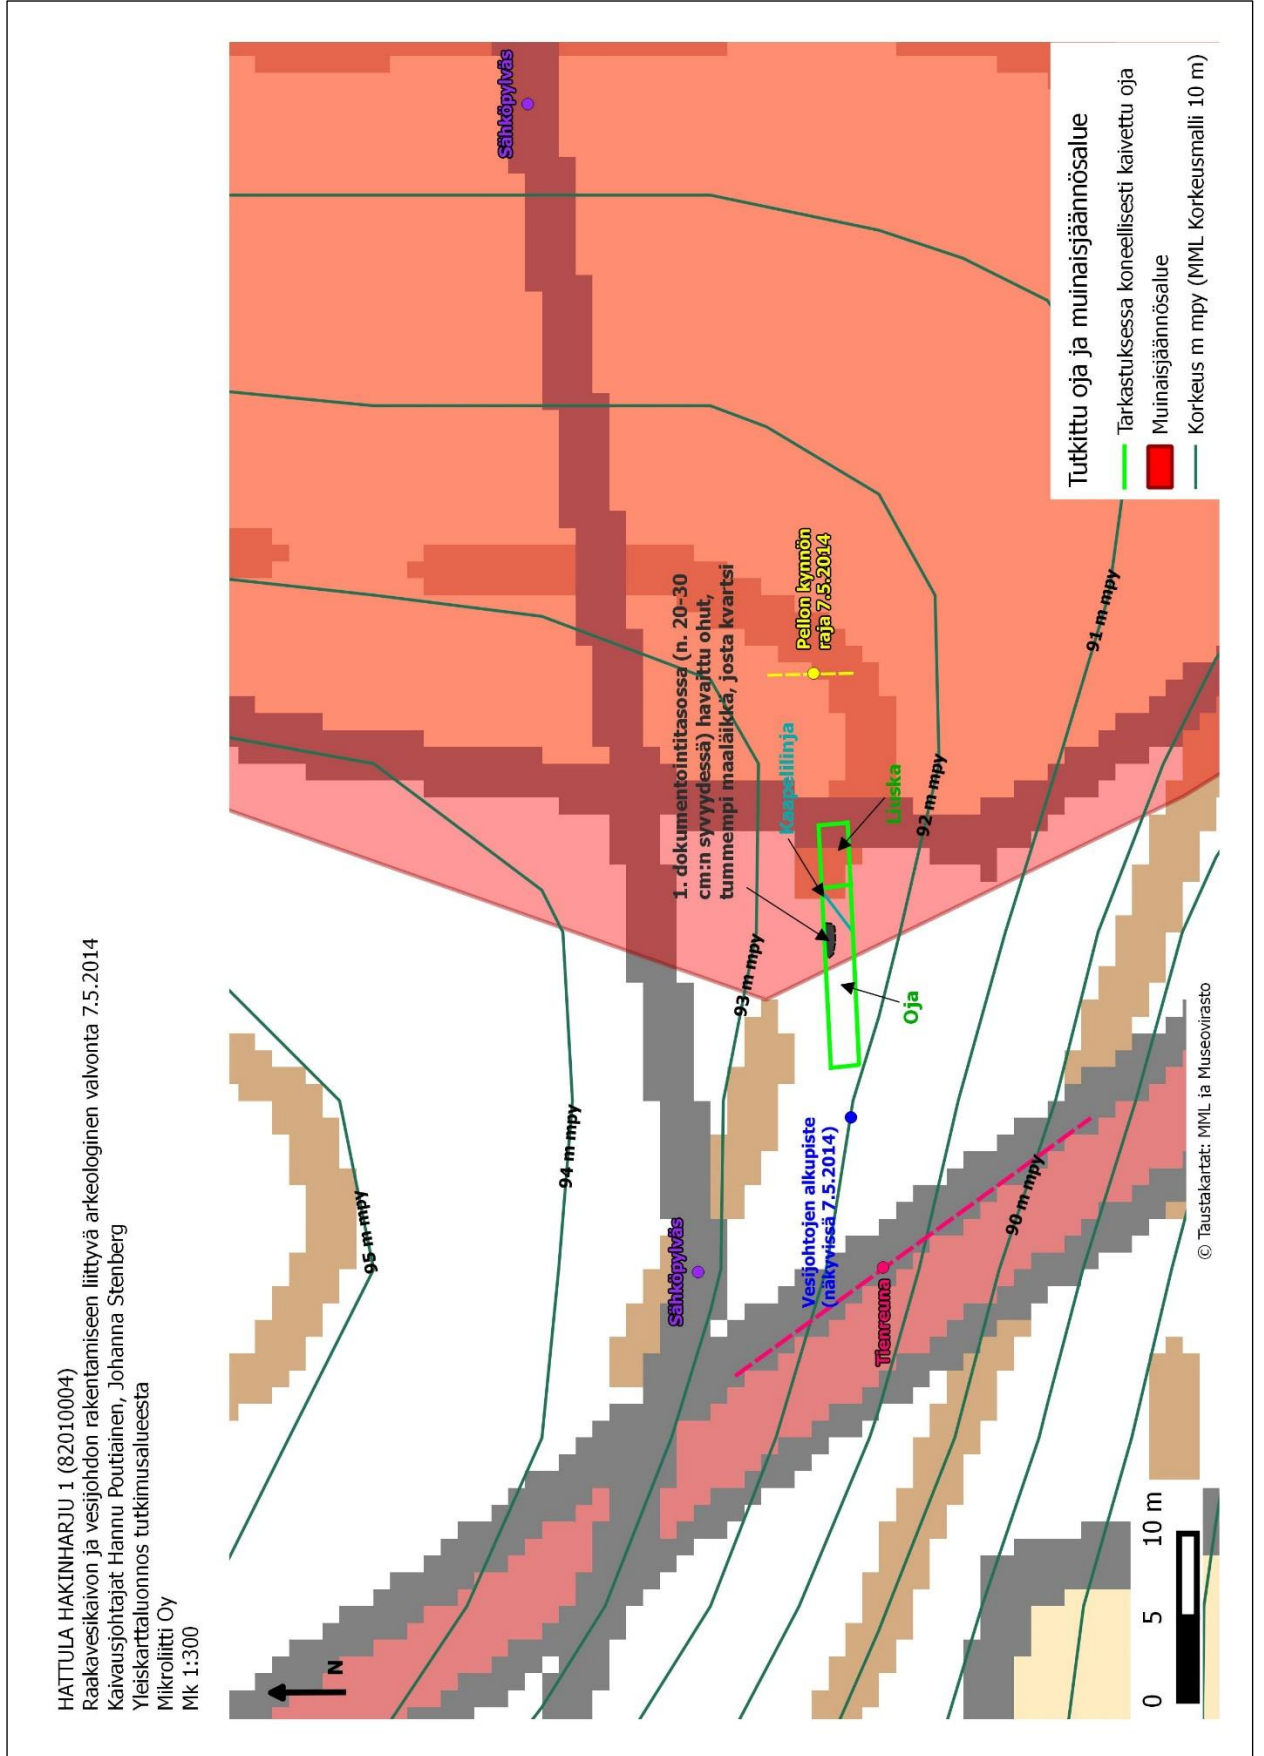 HATTULA HAKINHARJU 1 (82010004)
Raakavesikaivon ja vesijohdon rakentamiseen liittyvä arkeologinen valvonta 7.5.2014
Kaivausjohtajat Hannu Poutiainen, Johanna Stenberg
Yleiskarttaluonnos tutkimusalueesta
Mikroliitti Oy
Mk 1:300
N
95 m mpy
94 m mpy
93 m mpy
Sähköpylväs
Sähköpylväs
1. dokumentointitasossa (n. 20-30
cm:n syvyydessä) havaittu ohut,
tummempi maaläikkä, josta kvartsi
Kaapelilinja
Pellon kynnön
raja 7.5.2014
Vesijohtojen alkupiste
(näkyvissä 7.5.2014)
Tienreuna
Oja
Liuska
92 m mpy
91 m mpy
90 m mpy
0 5 10 m
© Taustakartat: MML ja Museovirasto
Tutkittu oja ja muinaisjäännösalue
Tarkastuksessa koneellisesti kaivettu oja
Muinaisjäännösalue
Korkeus m mpy (MML Korkeusmalli 10 m)